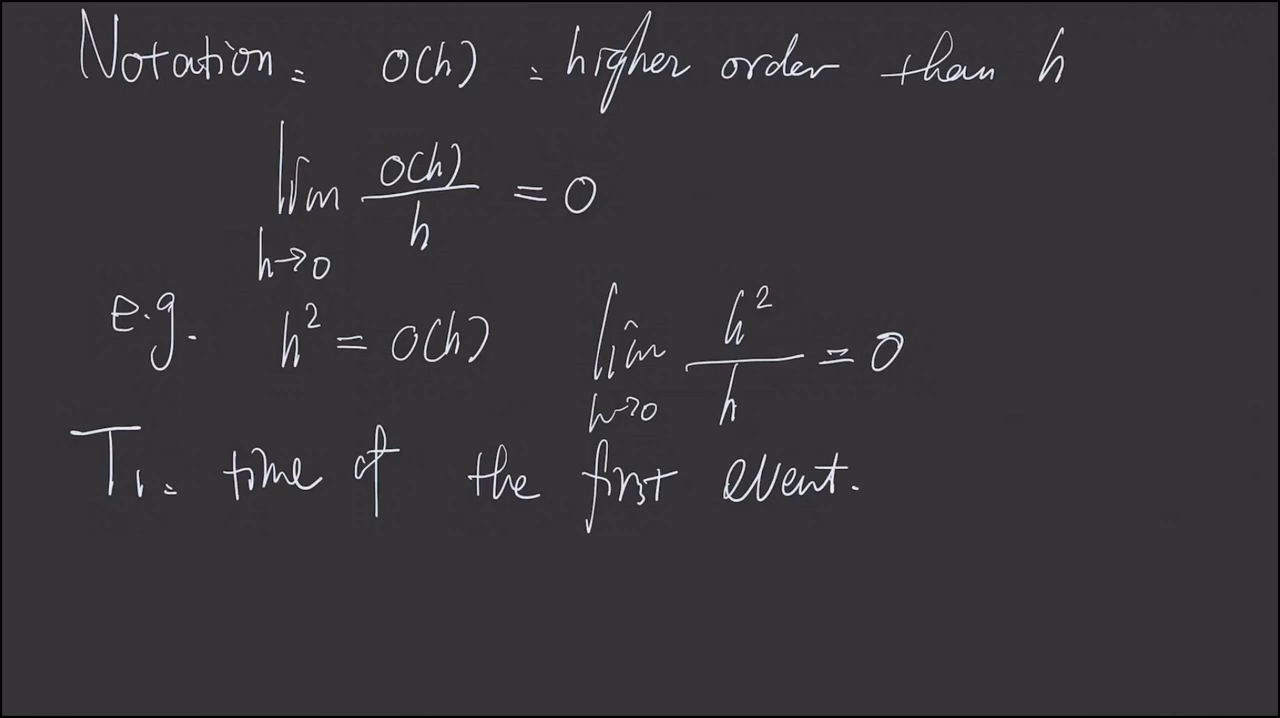 Notation: o(h) : higher order than h
lim h→0 o(h)/h = 0
e.g. h² = o(h) lim h→0 h²/h = 0
T₁: time of the first event.